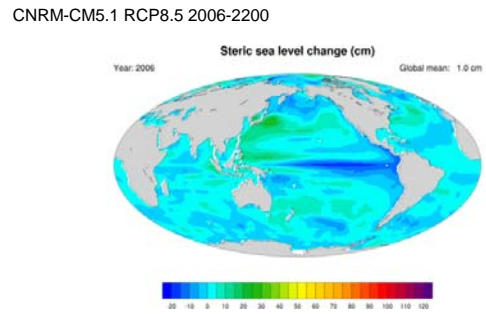 CNRM-CM5.1 RCP8.5 2006-2200
Steric sea level change (cm)
Year: 2006 Global mean: 1.0 cm
-20 -10 0 10 20 30 40 50 60 70 80 90 100 110 120